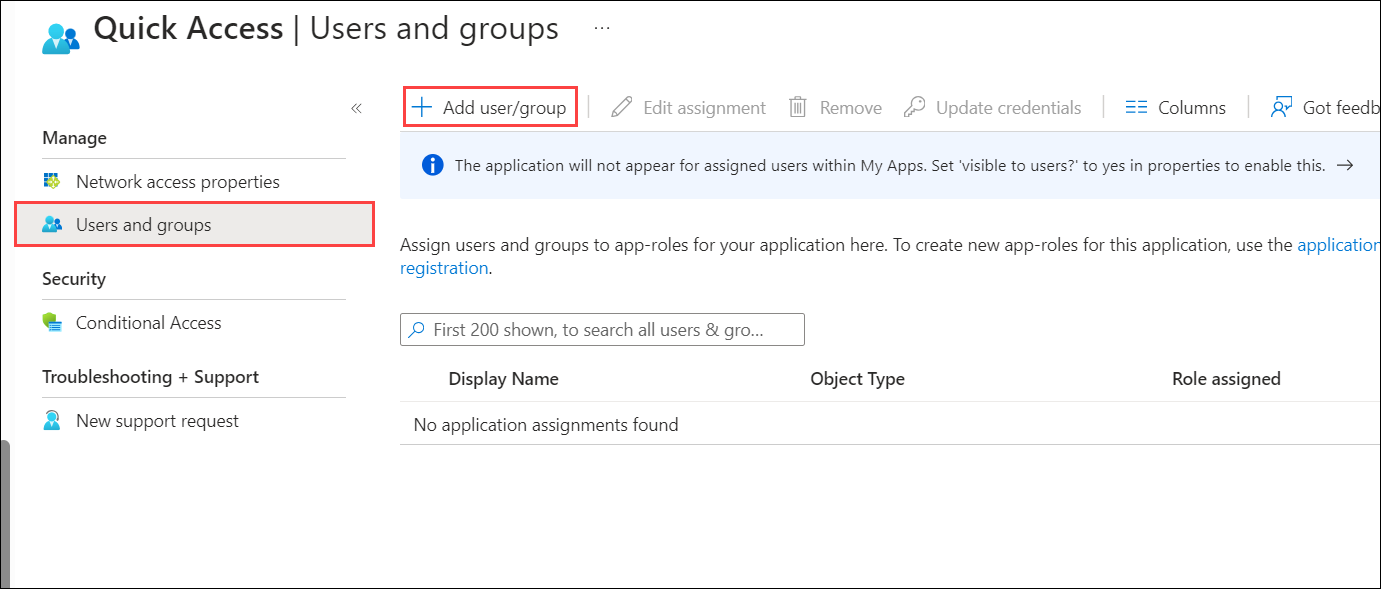 Quick Access | Users and groups ...
«
Manage
Network access properties
Users and groups
Security
Conditional Access
Troubleshooting + Support
New support request
Add user/group Edit assignment Remove Update credentials Columns Got feedb
The application will not appear for assigned users within My Apps. Set 'visible to users?' to yes in properties to enable this. →
Assign users and groups to app-roles for your application here. To create new app-roles for this application, use the application
registration.
First 200 shown, to search all users & gro...
Display Name Object Type Role assigned
No application assignments found